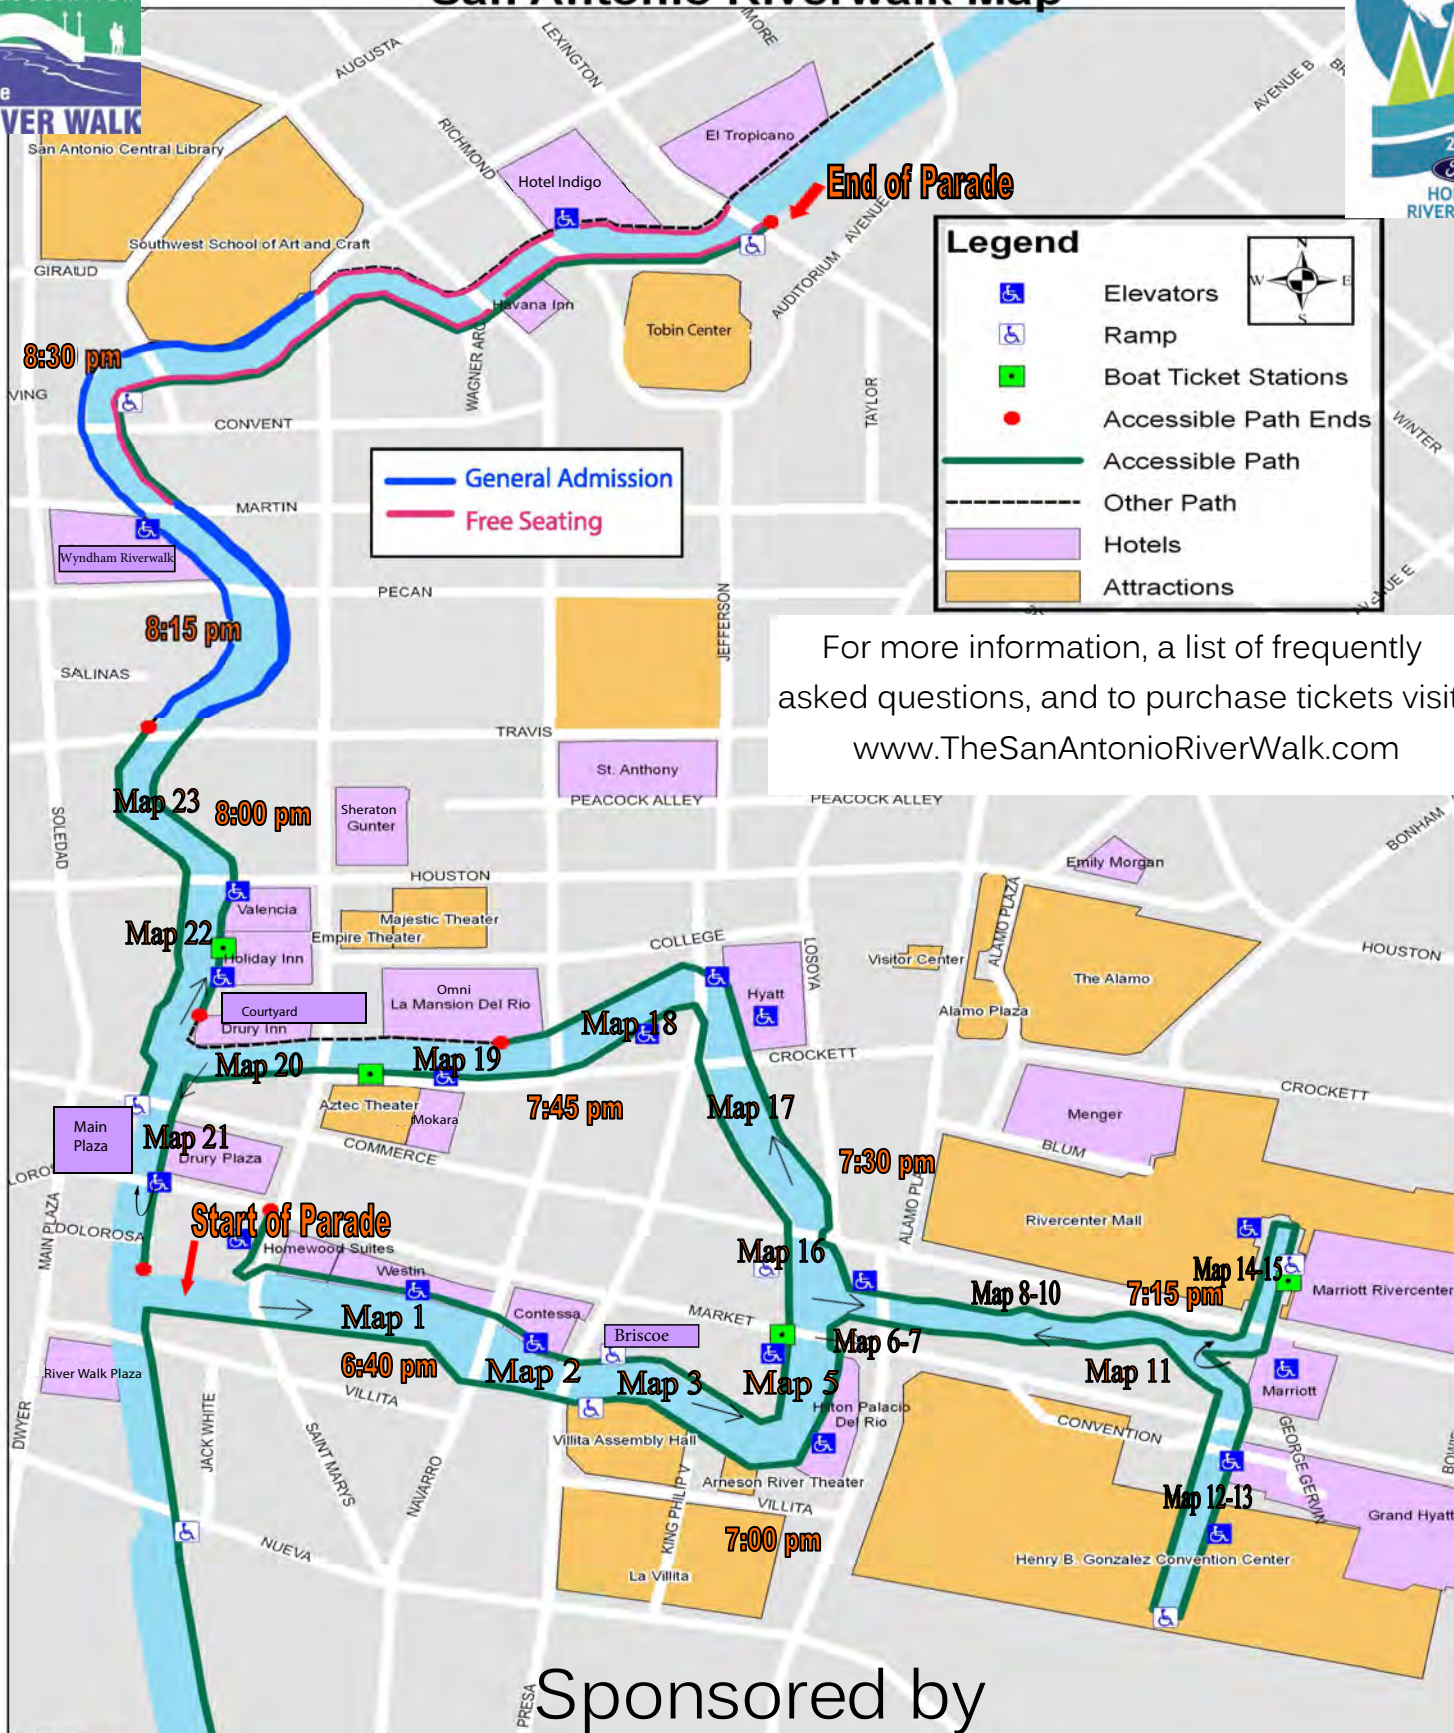 San Antonio Riverwalk Map
VER WALK
HO
RIVER
AUGUSTA
LEXINGTON
RICHMOND
AVENUE B
San Antonio Central Library
El Tropicano
Hotel Indigo
End of Parade
AVENUE
Southwest School of Art and Craft
GIRAUD
AUDITORIUM
Havana Inn
Tobin Center
Legend
N
W
E
S
Elevators
Ramp
Boat Ticket Stations
Accessible Path Ends
Accessible Path
Other Path
Hotels
Attractions
8:30 pm
VING
TAYLOR
CONVENT
WINTER
General Admission
Free Seating
MARTIN
Wyndham Riverwalk
PECAN
JEFFERSON
AVENUE E
8:15 pm
SALINAS
For more information, a list of frequently
asked questions, and to purchase tickets visit
www.TheSanAntonioRiverWalk.com
TRAVIS
St. Anthony
PEACOCK ALLEY
PEACOCK ALLEY
Map 23
8:00 pm
Sheraton
Gunter
SOLEDAD
BONHAM
Emily Morgan
HOUSTON
Valencia
Majestic Theater
Empire Theater
Map 22
Holiday Inn
COLLEGE
LOSOYA
Visitor Center
ALAMO PLAZA
HOUSTON
The Alamo
Omni
La Mansion Del Rio
Hyatt
Courtyard
Drury Inn
Alamo Plaza
Map 18
Map 20
Map 19
CROCKETT
CROCKETT
Aztec Theater
Mokara
7:45 pm
Map 17
Menger
Main
Plaza
Map 21
COMMERCE
BLUM
Drury Plaza
7:30 pm
MAIN PLAZA
DOLOROSA
Start of Parade
Rivercenter Mall
Homewood Suites
Westin
Map 16
Map 14-15
Map 8-10
7:15 pm
Marriott Rivercenter
Map 1
Contessa
MARKET
Briscoe
Map 6-7
6:40 pm
River Walk Plaza
Map 2
Map 3
Map 5
Map 11
Marriott
VILLITA
DWYER
JACK WHITE
SAINT MARYS
NAVARRO
Hilton Palacio
Del Rio
CONVENTION
GEORGE GERVIN
Villita Assembly Hall
Arneson River Theater
KING PHILIP V
VILLITA
Map 12-13
Grand Hyatt
7:00 pm
NUEVA
Henry B. Gonzalez Convention Center
La Villita
PRESA
Sponsored by